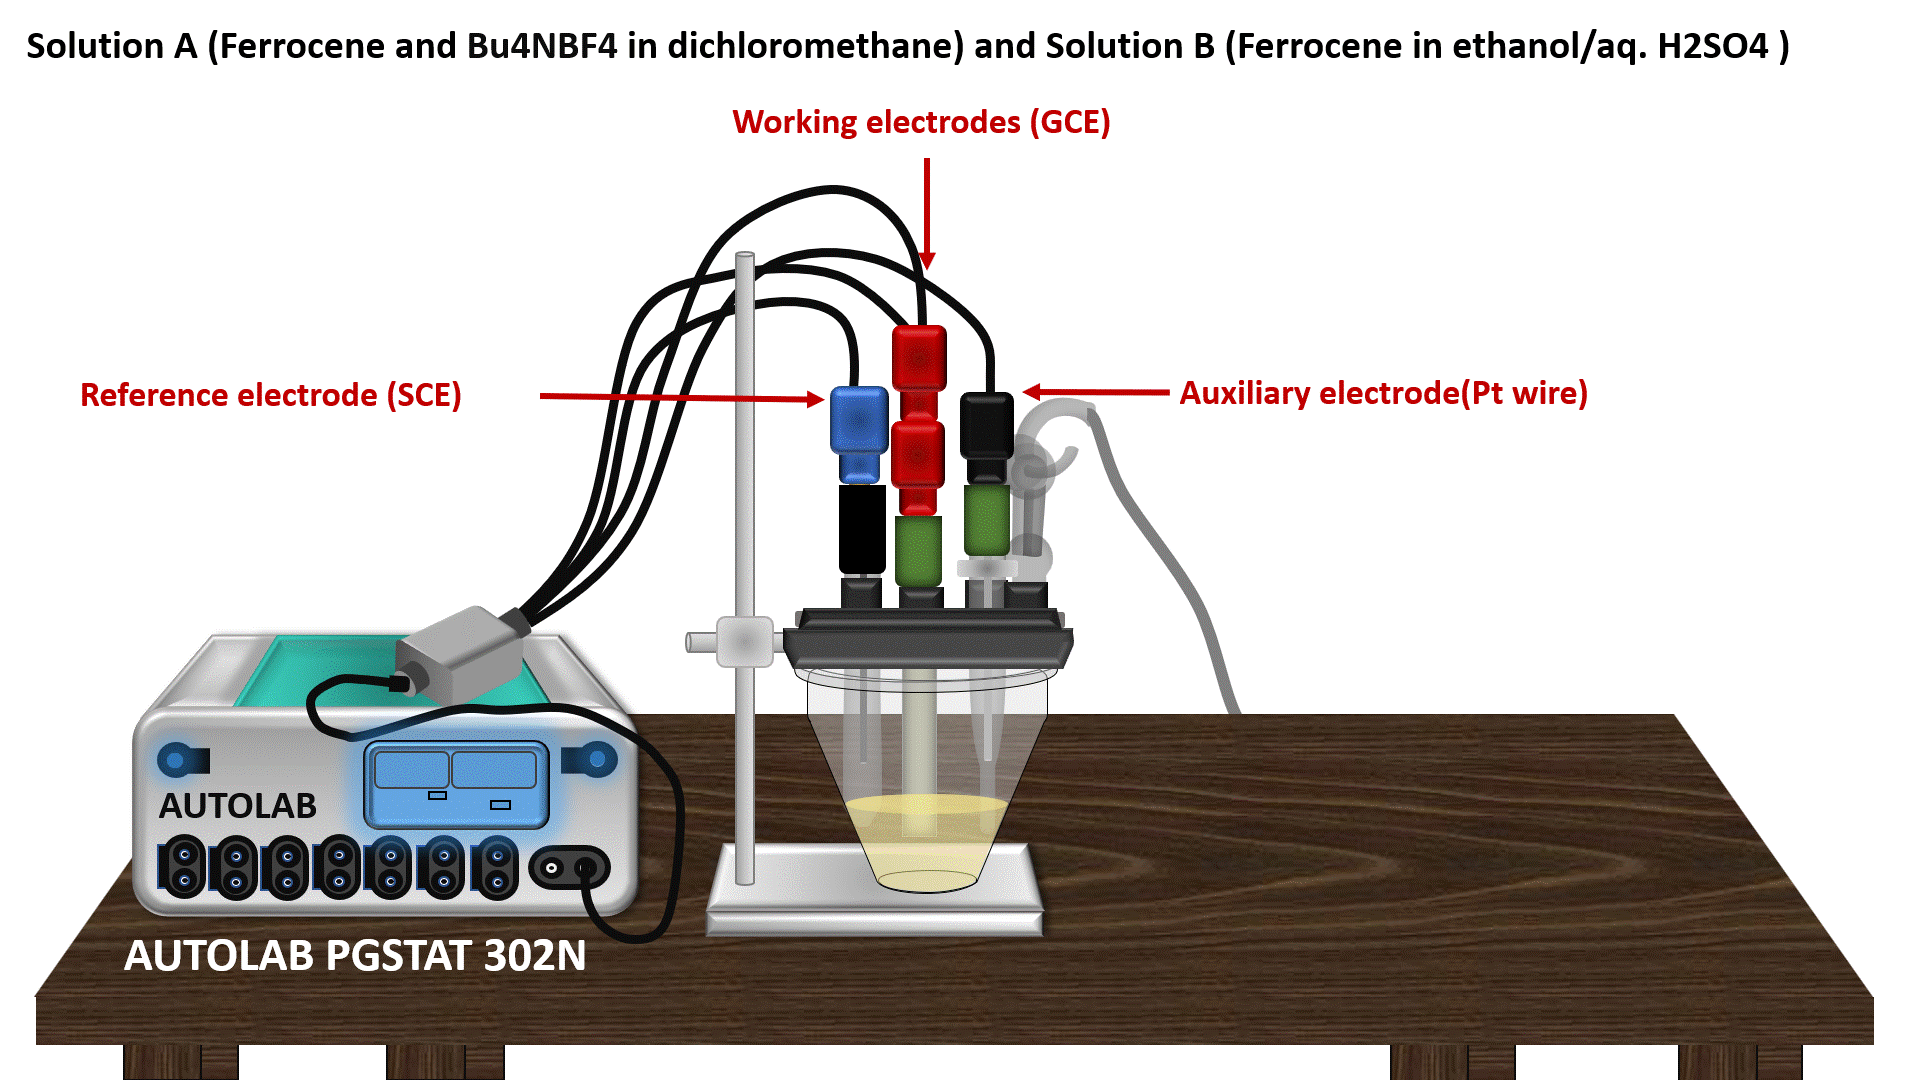 Solution A (Ferrocene and Bu4NBF4 in dichloromethane) and Solution B (Ferrocene in ethanol/aq. H2SO4 )
Working electrodes (GCE)
Reference electrode (SCE)
Auxiliary electrode(Pt wire)
AUTOLAB
AUTOLAB PGSTAT 302N